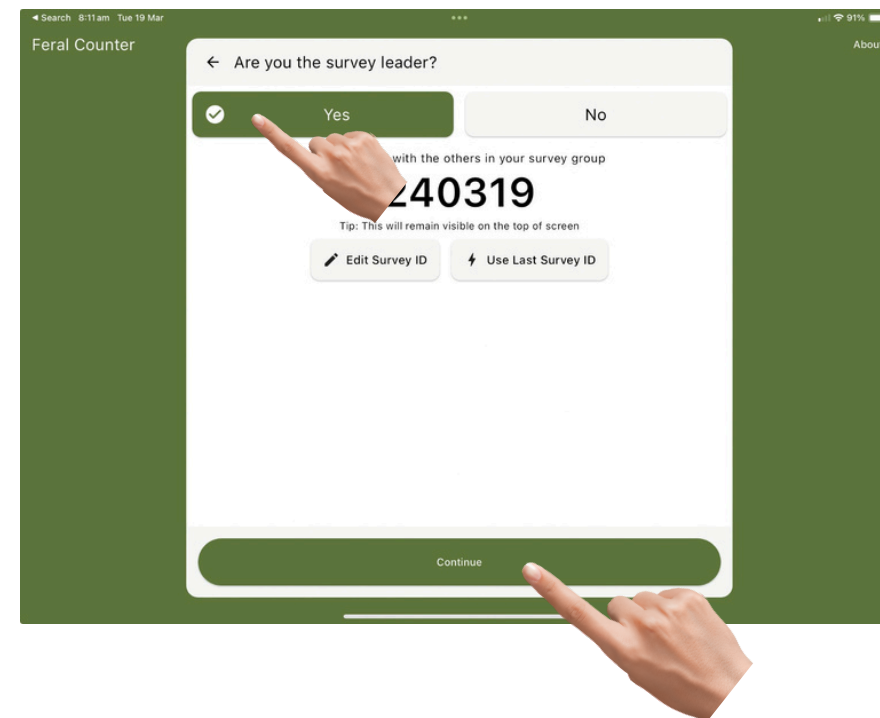 Search 8:11 am Tue 19 Mar
91%
Feral Counter
Abou
Are you the survey leader?
Yes
No
with the others in your survey group
240319
Tip: This will remain visible on the top of screen
Edit Survey ID
Use Last Survey ID
Continue